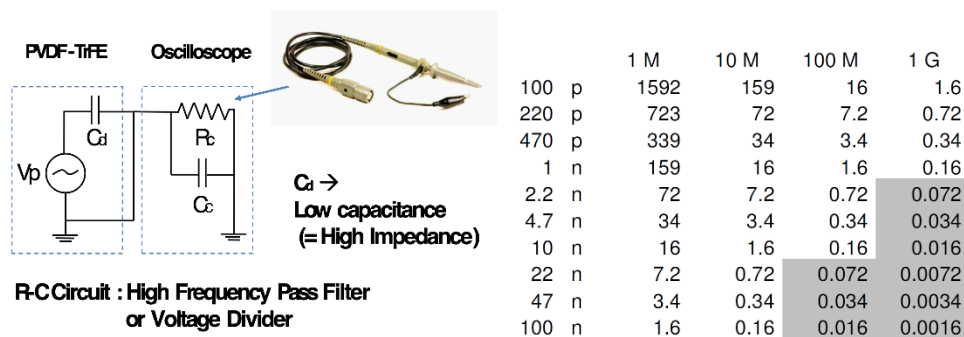 PVDF-TrFE Oscilloscope
Cd
Rc
Vp
Cc
Cd →
Low capacitance
(= High Impedance)
R-C Circuit : High Frequency Pass Filter
or Voltage Divider
1 M 10 M 100 M 1 G
100 p 1592 159 16 1.6
220 p 723 72 7.2 0.72
470 p 339 34 3.4 0.34
1 n 159 16 1.6 0.16
2.2 n 72 7.2 0.72 0.072
4.7 n 34 3.4 0.34 0.034
10 n 16 1.6 0.16 0.016
22 n 7.2 0.72 0.072 0.0072
47 n 3.4 0.34 0.034 0.0034
100 n 1.6 0.16 0.016 0.0016